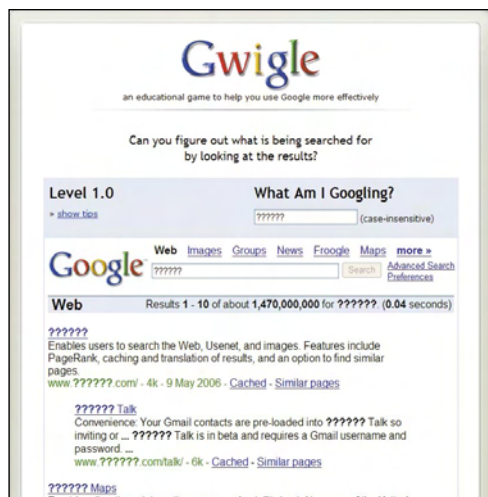 Gwigle
an educational game to help you use Google more effectively
Can you figure out what is being searched for
by looking at the results?
Level 1.0
What Am I Googling?
» show tips
?????? (case-insensitive)
Google
Web Images Groups News Froogle Maps more »
?????? Search Advanced Search
Preferences
Web Results 1 - 10 of about 1,470,000,000 for ??????. (0.04 seconds)
??????
Enables users to search the Web, Usenet, and images. Features include
PageRank, caching and translation of results, and an option to find similar
pages.
www.??????.com/ - 4k - 9 May 2006 - Cached - Similar pages
?????? Talk
Convenience: Your Gmail contacts are pre-loaded into ?????? Talk so
inviting or ... ?????? Talk is in beta and requires a Gmail username and
password. ...
www.??????.com/talk/ - 6k - Cached - Similar pages
?????? Maps